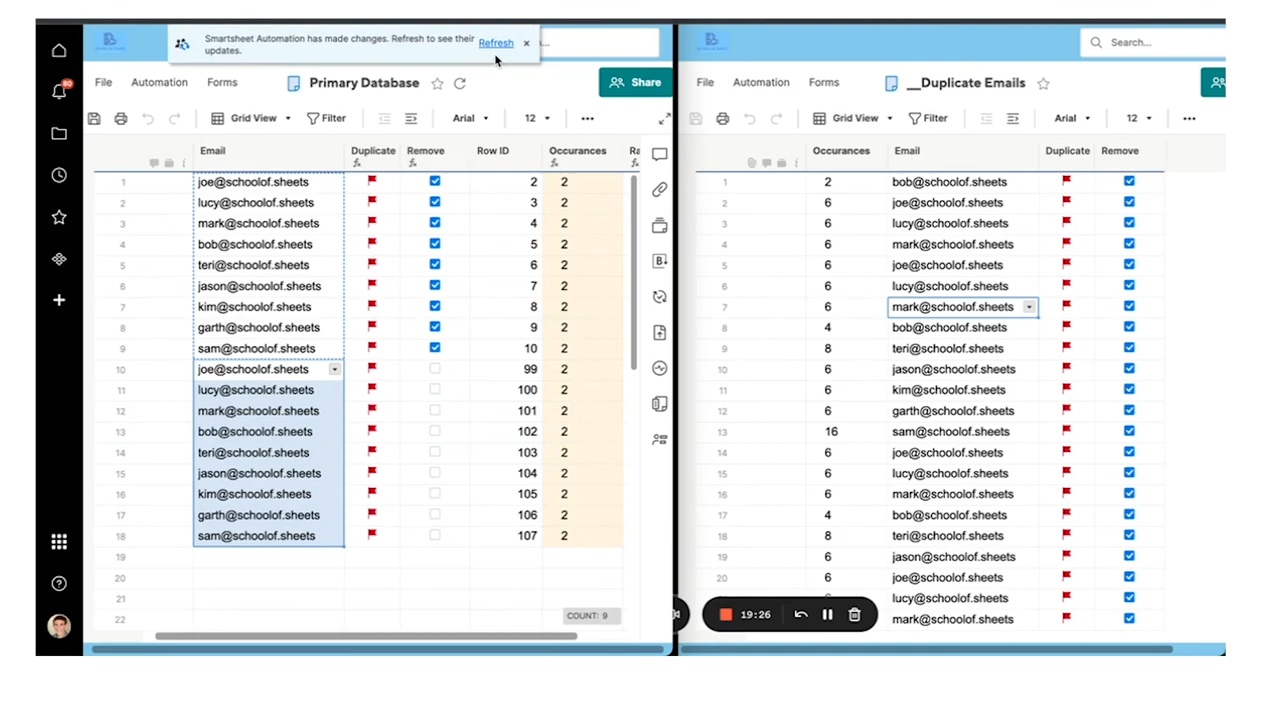 Smartsheet Automation has made changes. Refresh to see their updates. Refresh ×
File Automation Forms Primary Database Share
Grid View Filter Arial 12 •••
Email Duplicate Remove Row ID Occurances Ra
fx fx fx fx
1 joe@schoolof.sheets 2 2
2 lucy@schoolof.sheets 3 2
3 mark@schoolof.sheets 4 2
4 bob@schoolof.sheets 5 2
5 teri@schoolof.sheets 6 2
6 jason@schoolof.sheets 7 2
7 kim@schoolof.sheets 8 2
8 garth@schoolof.sheets 9 2
9 sam@schoolof.sheets 10 2
10 joe@schoolof.sheets 99 2
11 lucy@schoolof.sheets 100 2
12 mark@schoolof.sheets 101 2
13 bob@schoolof.sheets 102 2
14 teri@schoolof.sheets 103 2
15 jason@schoolof.sheets 104 2
16 kim@schoolof.sheets 105 2
17 garth@schoolof.sheets 106 2
18 sam@schoolof.sheets 107 2
19
20
21
22
COUNT: 9
Search...
File Automation Forms __Duplicate Emails
Grid View Filter Arial 12 •••
Occurances Email Duplicate Remove
1 2 bob@schoolof.sheets
2 6 joe@schoolof.sheets
3 6 lucy@schoolof.sheets
4 6 mark@schoolof.sheets
5 6 joe@schoolof.sheets
6 6 lucy@schoolof.sheets
7 6 mark@schoolof.sheets
8 4 bob@schoolof.sheets
9 8 teri@schoolof.sheets
10 6 jason@schoolof.sheets
11 6 kim@schoolof.sheets
12 6 garth@schoolof.sheets
13 16 sam@schoolof.sheets
14 6 joe@schoolof.sheets
15 6 lucy@schoolof.sheets
16 6 mark@schoolof.sheets
17 4 bob@schoolof.sheets
18 8 teri@schoolof.sheets
19 6 jason@schoolof.sheets
20 6 joe@schoolof.sheets
lucy@schoolof.sheets
mark@schoolof.sheets
19:26